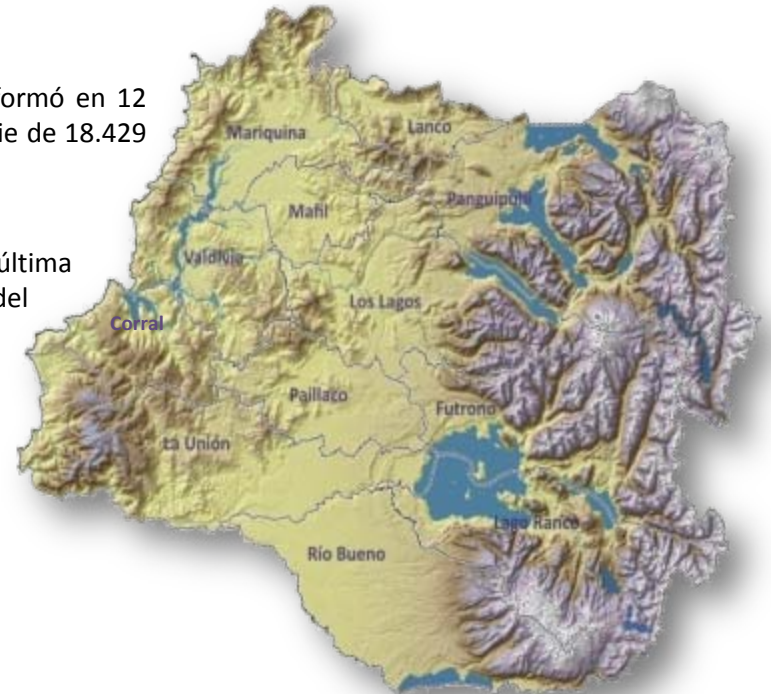 formó en 12
ie de 18.429
última
del
Mariquina
Lanco
Máfil
Panguipulli
Valdivia
Los Lagos
Corral
Paillaco
Futrono
La Unión
Lago Ranco
Río Bueno